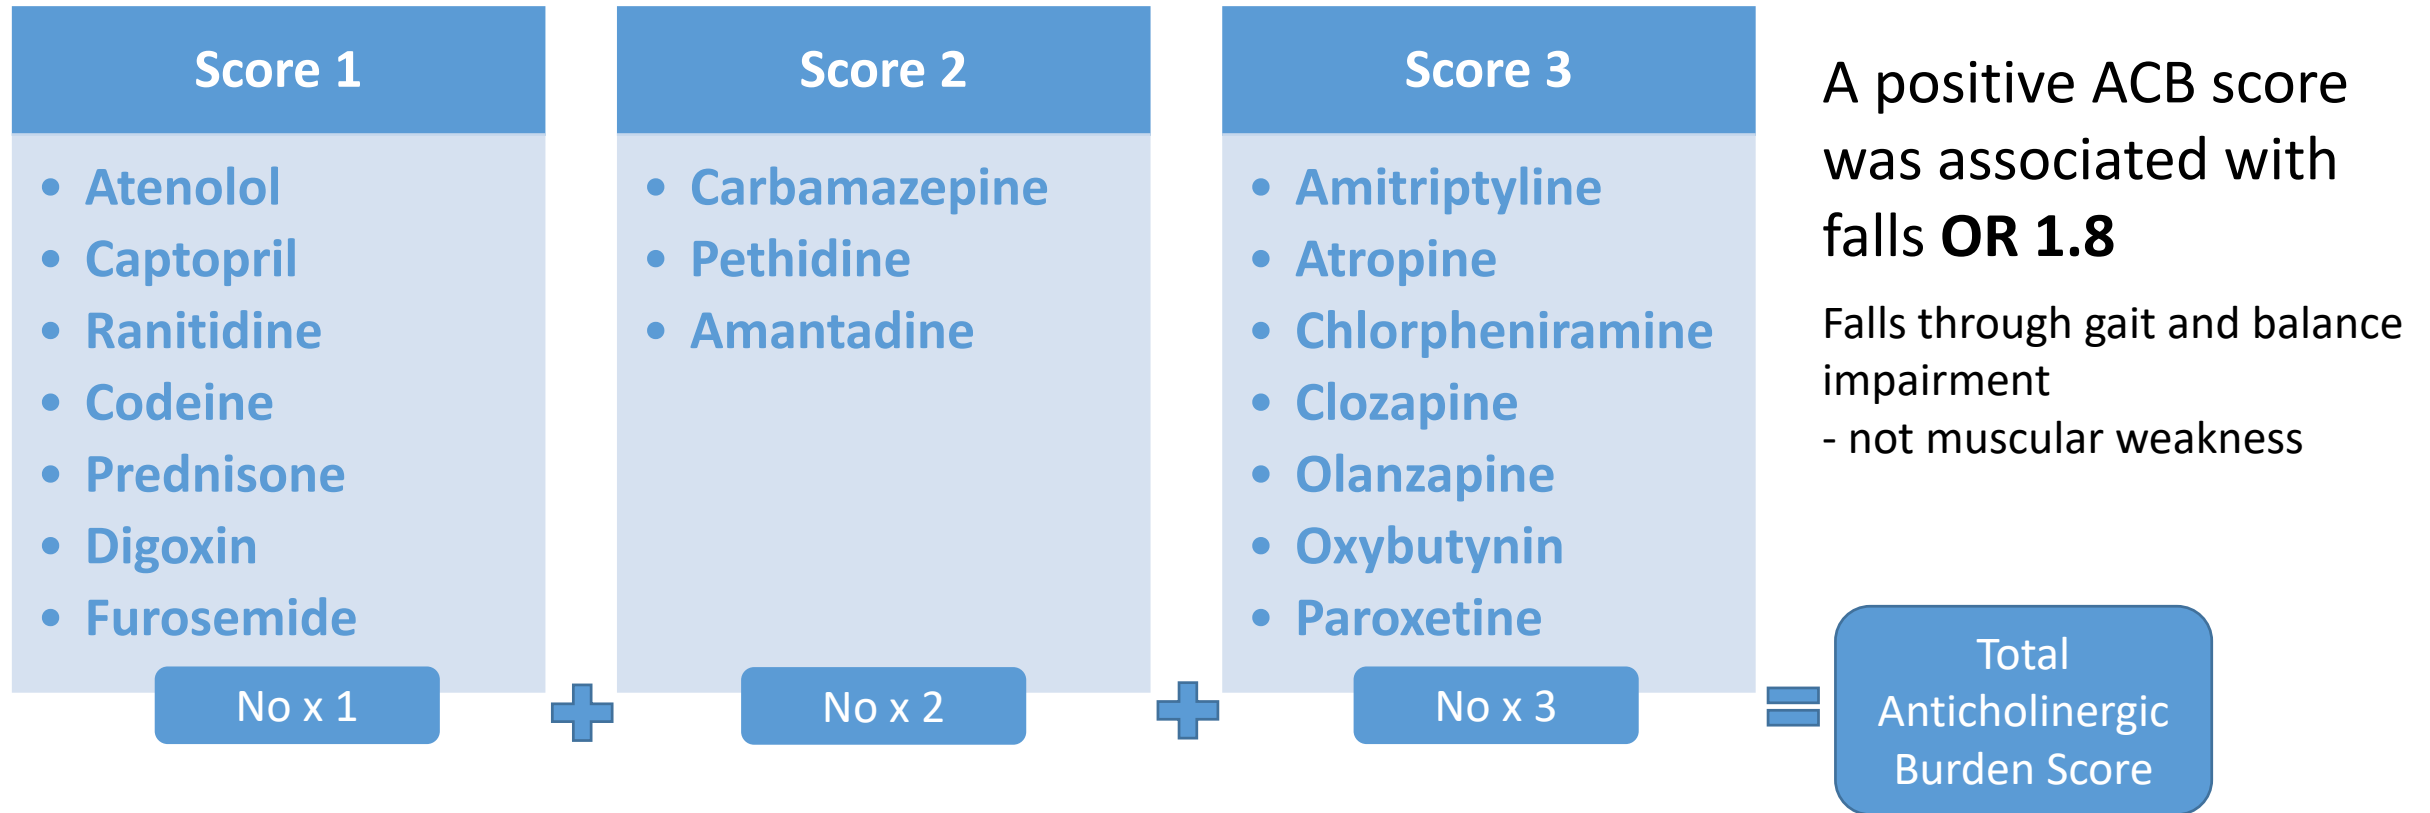 Score 1
• Atenolol
• Captopril
• Ranitidine
• Codeine
• Prednisone
• Digoxin
• Furosemide
No x 1
Score 2
• Carbamazepine
• Pethidine
• Amantadine
No x 2
Score 3
• Amitriptyline
• Atropine
• Chlorpheniramine
• Clozapine
• Olanzapine
• Oxybutynin
• Paroxetine
No x 3
A positive ACB score
was associated with
falls OR 1.8
Falls through gait and balance
impairment
- not muscular weakness
Total
Anticholinergic
Burden Score